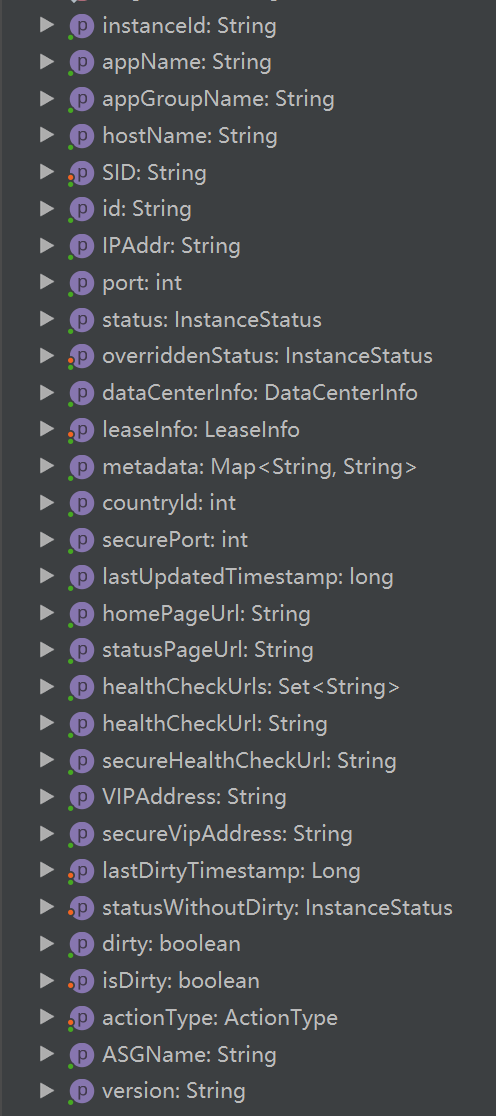 p instanceId: String
p appName: String
p appGroupName: String
p hostName: String
p SID: String
p id: String
p IPAddr: String
p port: int
p status: InstanceStatus
p overriddenStatus: InstanceStatus
p dataCenterInfo: DataCenterInfo
p leaseInfo: LeaseInfo
p metadata: Map<String, String>
p countryId: int
p securePort: int
p lastUpdatedTimestamp: long
p homePageUrl: String
p statusPageUrl: String
p healthCheckUrls: Set<String>
p healthCheckUrl: String
p secureHealthCheckUrl: String
p VIPAddress: String
p secureVipAddress: String
p lastDirtyTimestamp: Long
p statusWithoutDirty: InstanceStatus
p dirty: boolean
p isDirty: boolean
p actionType: ActionType
p ASGName: String
p version: String